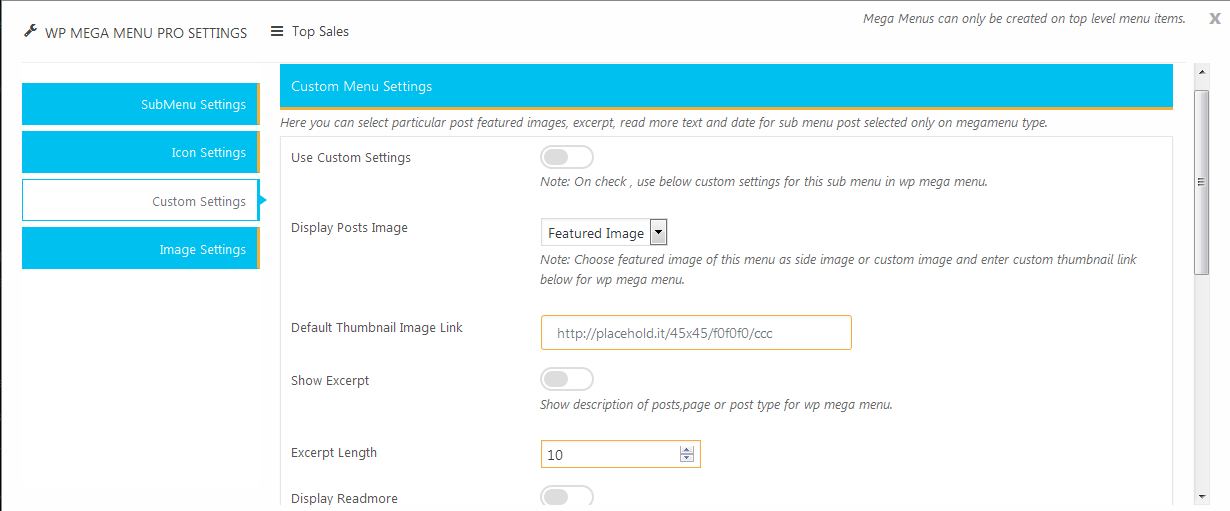 Mega Menus can only be created on top level menu items.
X
WP MEGA MENU PRO SETTINGS
Top Sales
SubMenu Settings
Icon Settings
Custom Settings
Image Settings
Custom Menu Settings
Here you can select particular post featured images, excerpt, read more text and date for sub menu post selected only on megamenu type.
Use Custom Settings
Note: On check , use below custom settings for this sub menu in wp mega menu.
Display Posts Image
Featured Image
Note: Choose featured image of this menu as side image or custom image and enter custom thumbnail link
below for wp mega menu.
Default Thumbnail Image Link
http://placehold.it/45x45/f0f0f0/ccc
Show Excerpt
Show description of posts,page or post type for wp mega menu.
Excerpt Length
10
Display Readmore